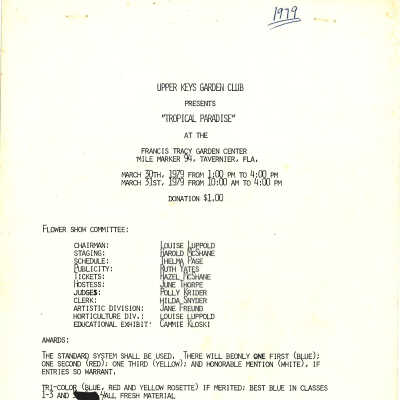 1979
UPPER KEYS GARDEN CLUB
PRESENTS
"TROPICAL PARADISE"
AT THE
FRANCIS TRACY GARDEN CENTER
MILE MARKER 94, TAVERNIER, FLA.
MARCH 30TH, 1979 FROM 1:00 PM TO 4:00 PM
MARCH 31ST, 1979 FROM 10:00 AM TO 4:00 PM
DONATION $1.00
FLOWER SHOW COMMITTEE:
CHAIRMAN: LOUISE LUPPOLD
STAGING: HAROLD MCSHANE
SCHEDULE: THELMA PAGE
PUBLICITY: RUTH YATES
TICKETS: HAZEL MCSHANE
HOSTESS: JUNE THORPE
JUDGES: POLLY KRIDER
CLERK: HILDA SNYDER
ARTISTIC DIVISION: JANE FREUND
HORTICULTURE DIV.: LOUISE LUPPOLD
EDUCATIONAL EXHIBIT: CAMMIE KLOSKI
AWARDS:
THE STANDARD SYSTEM SHALL BE USED. THERE WILL BEONLY ONE FIRST (BLUE);
ONE SECOND (RED); ONE THIRD (YELLOW); AND HONORABLE MENTION (WHITE), IF
ENTRIES SO WARRANT.
TRI-COLOR (BLUE, RED AND YELLOW ROSETTE) IF MERITED; BEST BLUE IN CLASSES
1-3 AND ALL FRESH MATERIAL